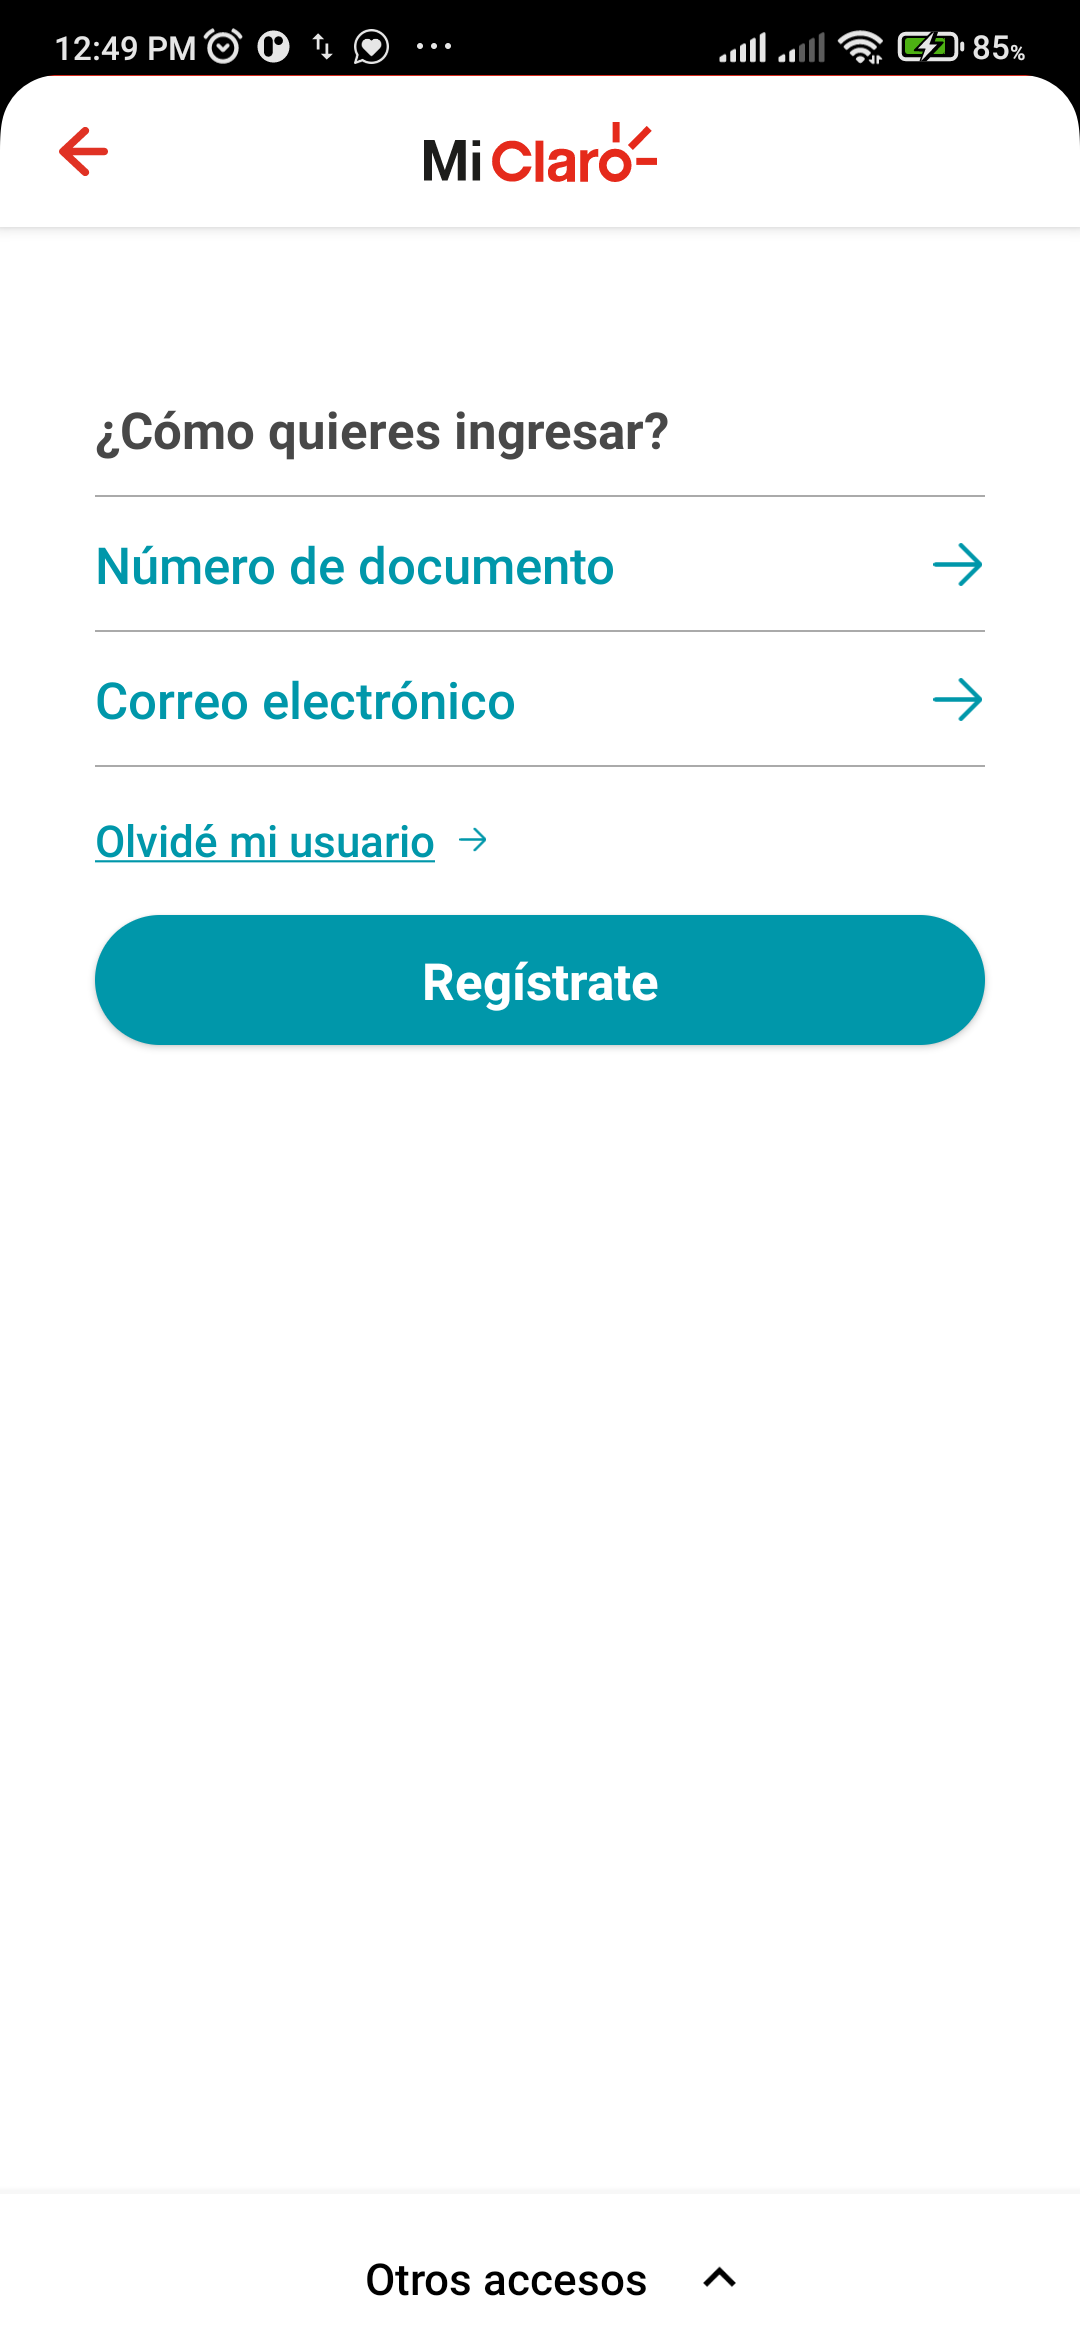 12:49 PM 85%
Mi Claro
¿Cómo quieres ingresar?
Número de documento
Correo electrónico
Olvidé mi usuario
Regístrate
Otros accesos